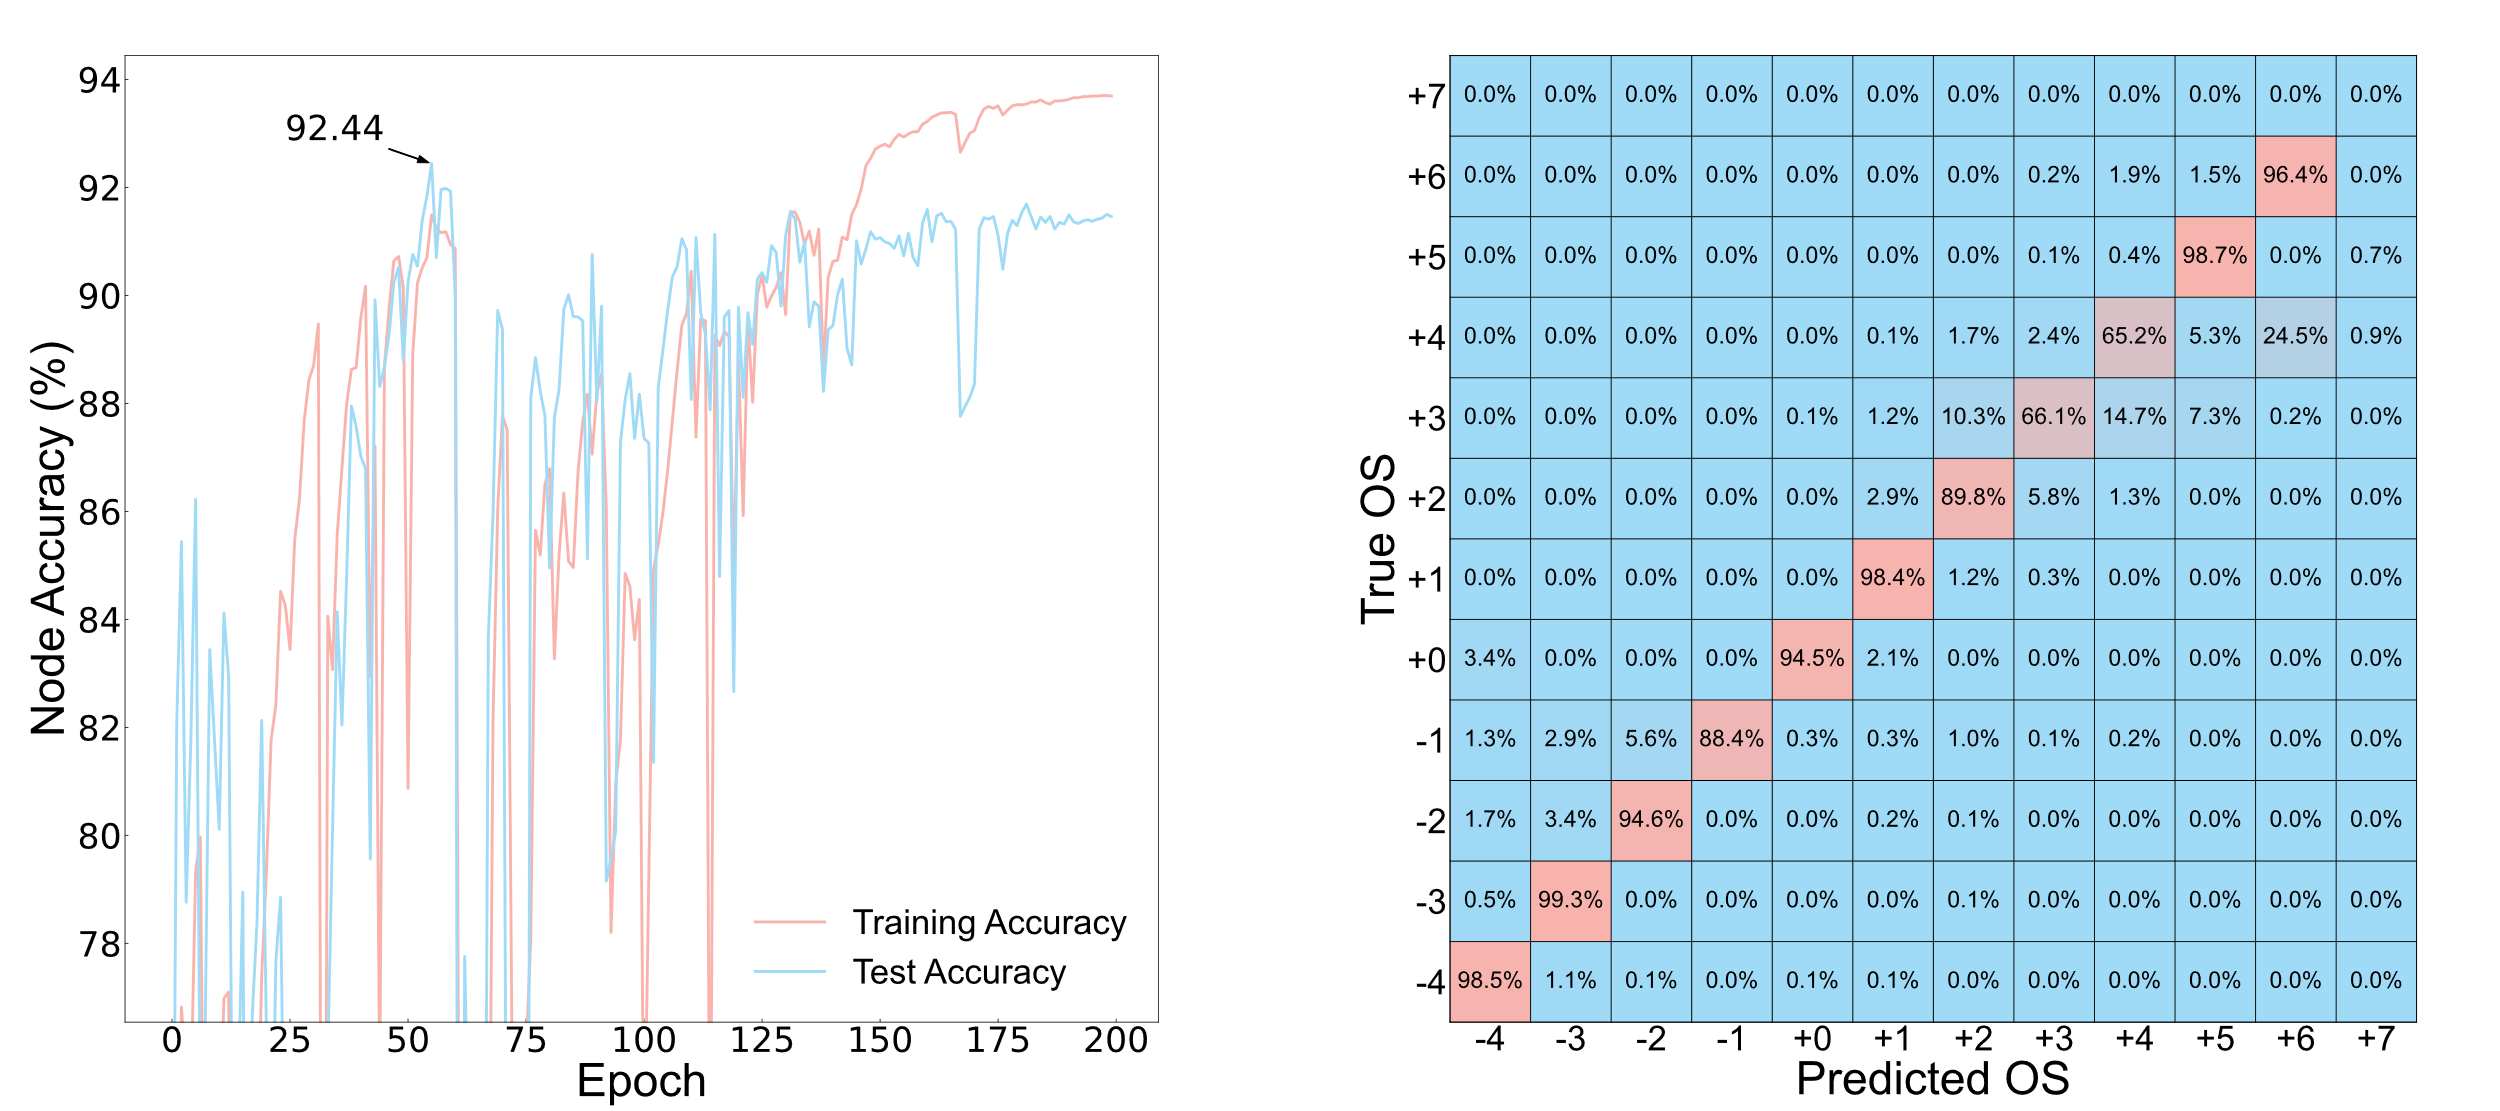 94
92
90
88
86
84
82
80
78
Node Accuracy (%)
92.44
Training Accuracy
Test Accuracy
0 25 50 75 100 125 150 175 200
Epoch
True OS
+7 0.0% 0.0% 0.0% 0.0% 0.0% 0.0% 0.0% 0.0% 0.0% 0.0% 0.0% 0.0%
+6 0.0% 0.0% 0.0% 0.0% 0.0% 0.0% 0.0% 0.2% 1.9% 1.5% 96.4% 0.0%
+5 0.0% 0.0% 0.0% 0.0% 0.0% 0.0% 0.0% 0.1% 0.4% 98.7% 0.0% 0.7%
+4 0.0% 0.0% 0.0% 0.0% 0.0% 0.1% 1.7% 2.4% 65.2% 5.3% 24.5% 0.9%
+3 0.0% 0.0% 0.0% 0.0% 0.1% 1.2% 10.3% 66.1% 14.7% 7.3% 0.2% 0.0%
+2 0.0% 0.0% 0.0% 0.0% 0.0% 2.9% 89.8% 5.8% 1.3% 0.0% 0.0% 0.0%
+1 0.0% 0.0% 0.0% 0.0% 0.0% 98.4% 1.2% 0.3% 0.0% 0.0% 0.0% 0.0%
+0 3.4% 0.0% 0.0% 0.0% 94.5% 2.1% 0.0% 0.0% 0.0% 0.0% 0.0% 0.0%
-1 1.3% 2.9% 5.6% 88.4% 0.3% 0.3% 1.0% 0.1% 0.2% 0.0% 0.0% 0.0%
-2 1.7% 3.4% 94.6% 0.0% 0.0% 0.2% 0.1% 0.0% 0.0% 0.0% 0.0% 0.0%
-3 0.5% 99.3% 0.0% 0.0% 0.0% 0.0% 0.1% 0.0% 0.0% 0.0% 0.0% 0.0%
-4 98.5% 1.1% 0.1% 0.0% 0.1% 0.1% 0.0% 0.0% 0.0% 0.0% 0.0% 0.0%
-4 -3 -2 -1 +0 +1 +2 +3 +4 +5 +6 +7
Predicted OS